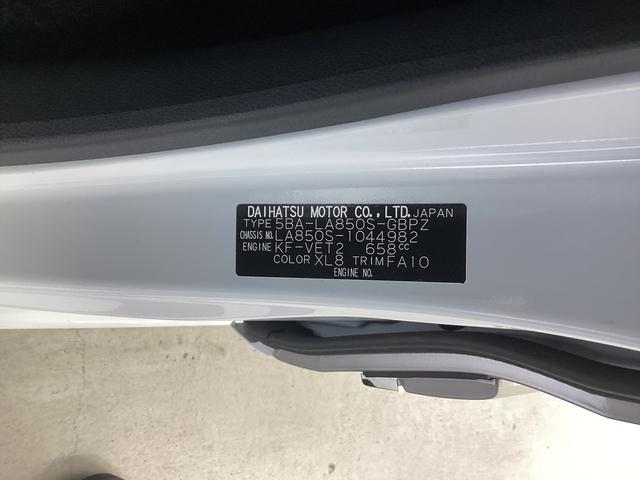 DAIHATSU MOTOR CO.,LTD. JAPAN
TYPE 5BA-LA850S-GBPZ
CHASSIS NO. LA850S-1044982
ENGINE KF-VET2 658cc
COLOR XL8 TRIM FA10
ENGINE NO.